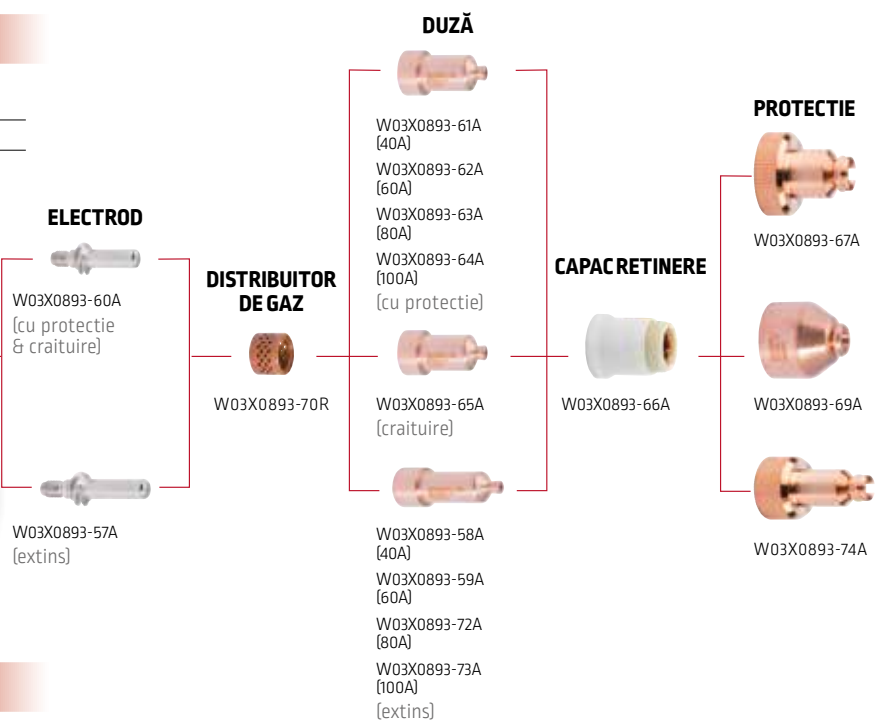 ELECTROD
W03X0893-60A
(cu protectie
& craituire)
W03X0893-57A
(extins)
DISTRIBUITOR
DE GAZ
W03X0893-70R
DUZĂ
W03X0893-61A
(40A)
W03X0893-62A
(60A)
W03X0893-63A
(80A)
W03X0893-64A
(100A)
(cu protectie)
W03X0893-65A
(craituire)
W03X0893-58A
(40A)
W03X0893-59A
(60A)
W03X0893-72A
(80A)
W03X0893-73A
(100A)
(extins)
CAPAC RETINERE
W03X0893-66A
PROTECTIE
W03X0893-67A
W03X0893-69A
W03X0893-74A